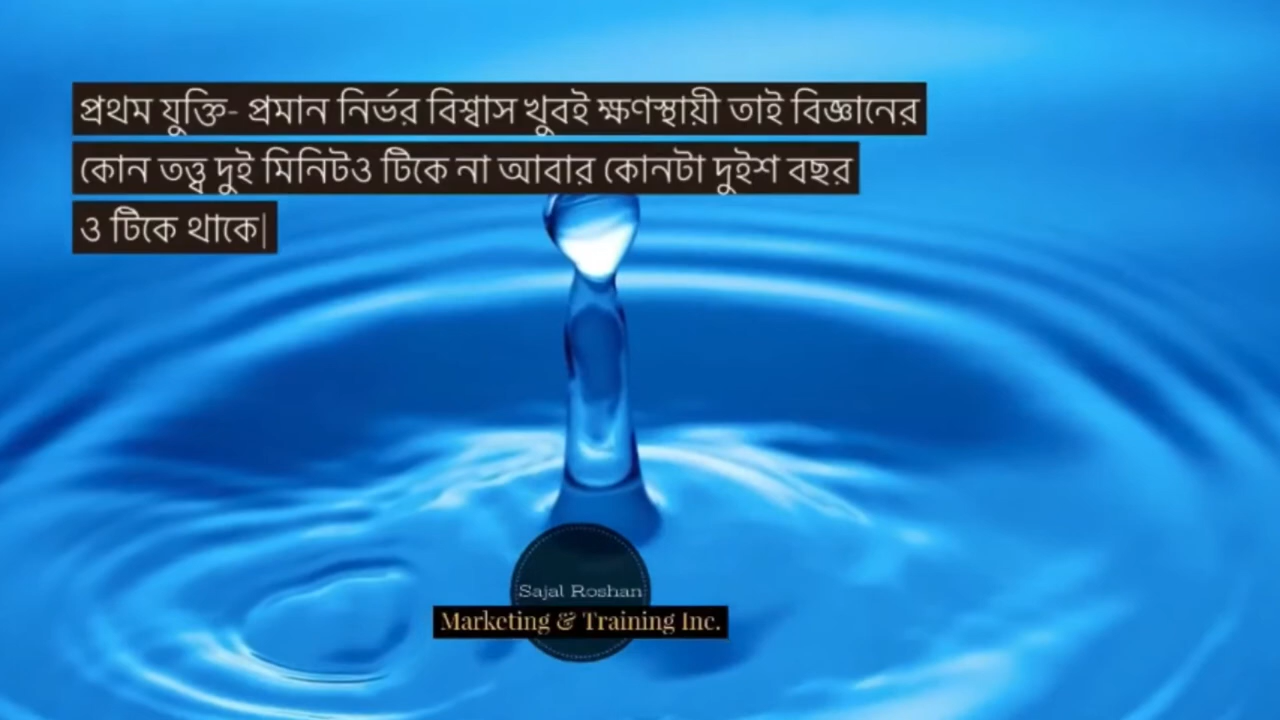 প্রথম যুক্তি- প্রমান নির্ভর বিশ্বাস খুবই ক্ষণস্থায়ী তাই বিজ্ঞানের
কোন তত্ত্ব দুই মিনিটও টিকে না আবার কোনটা দুইশ বছর
ও টিকে থাকে|
Sajal Roshan
Marketing & Training Inc.